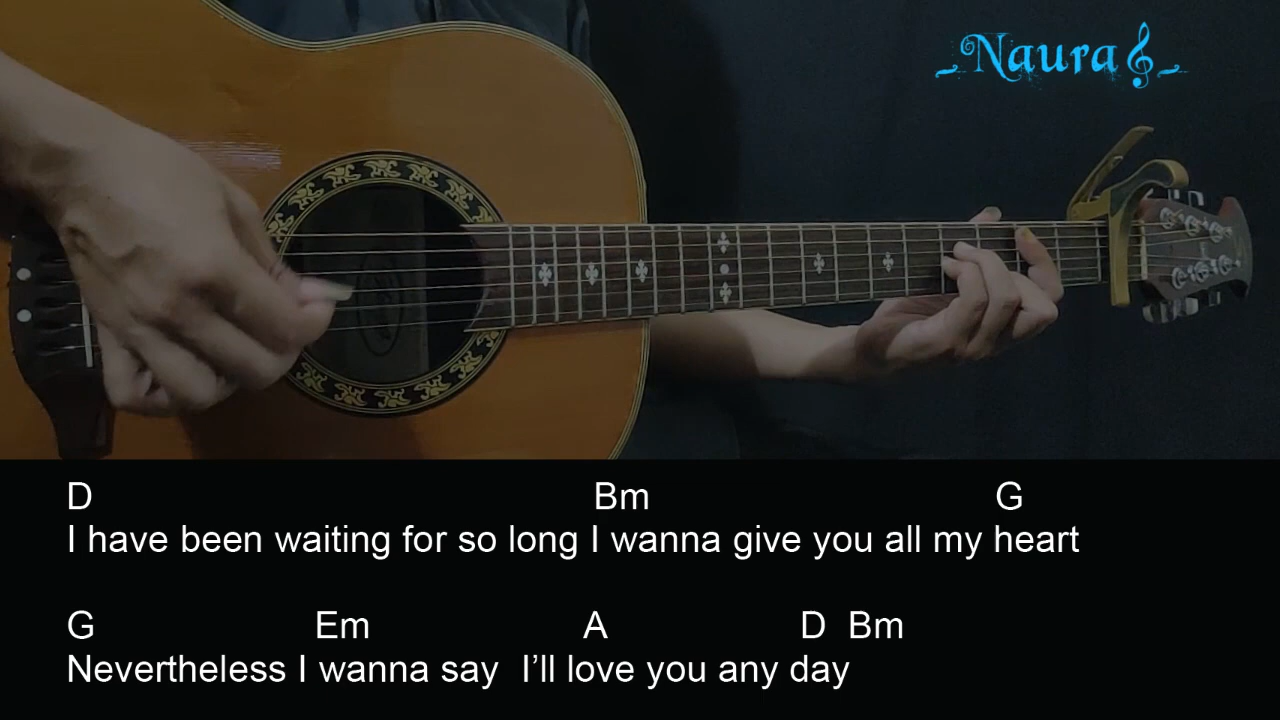 Naura
D Bm G
I have been waiting for so long I wanna give you all my heart
G Em A D Bm
Nevertheless I wanna say I’ll love you any day